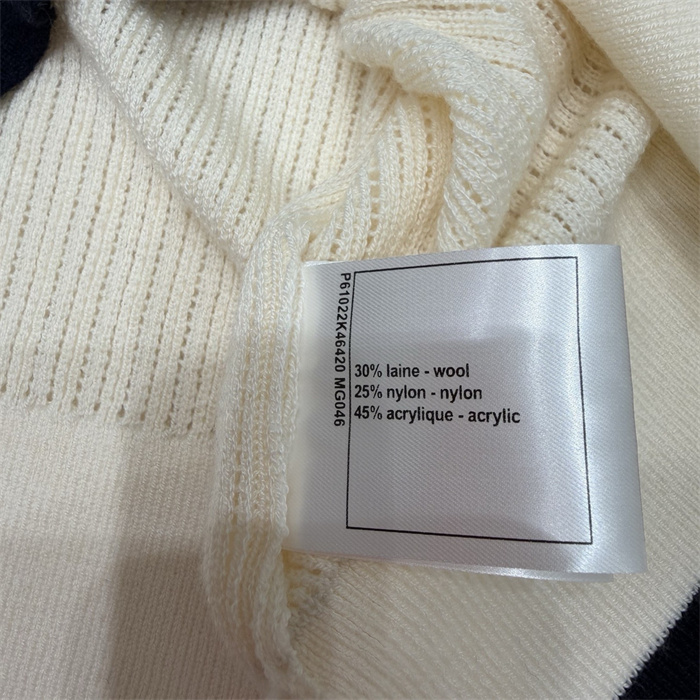 P61022K46420 MG046
30% laine - wool
25% nylon - nylon
45% acrylique - acrylic